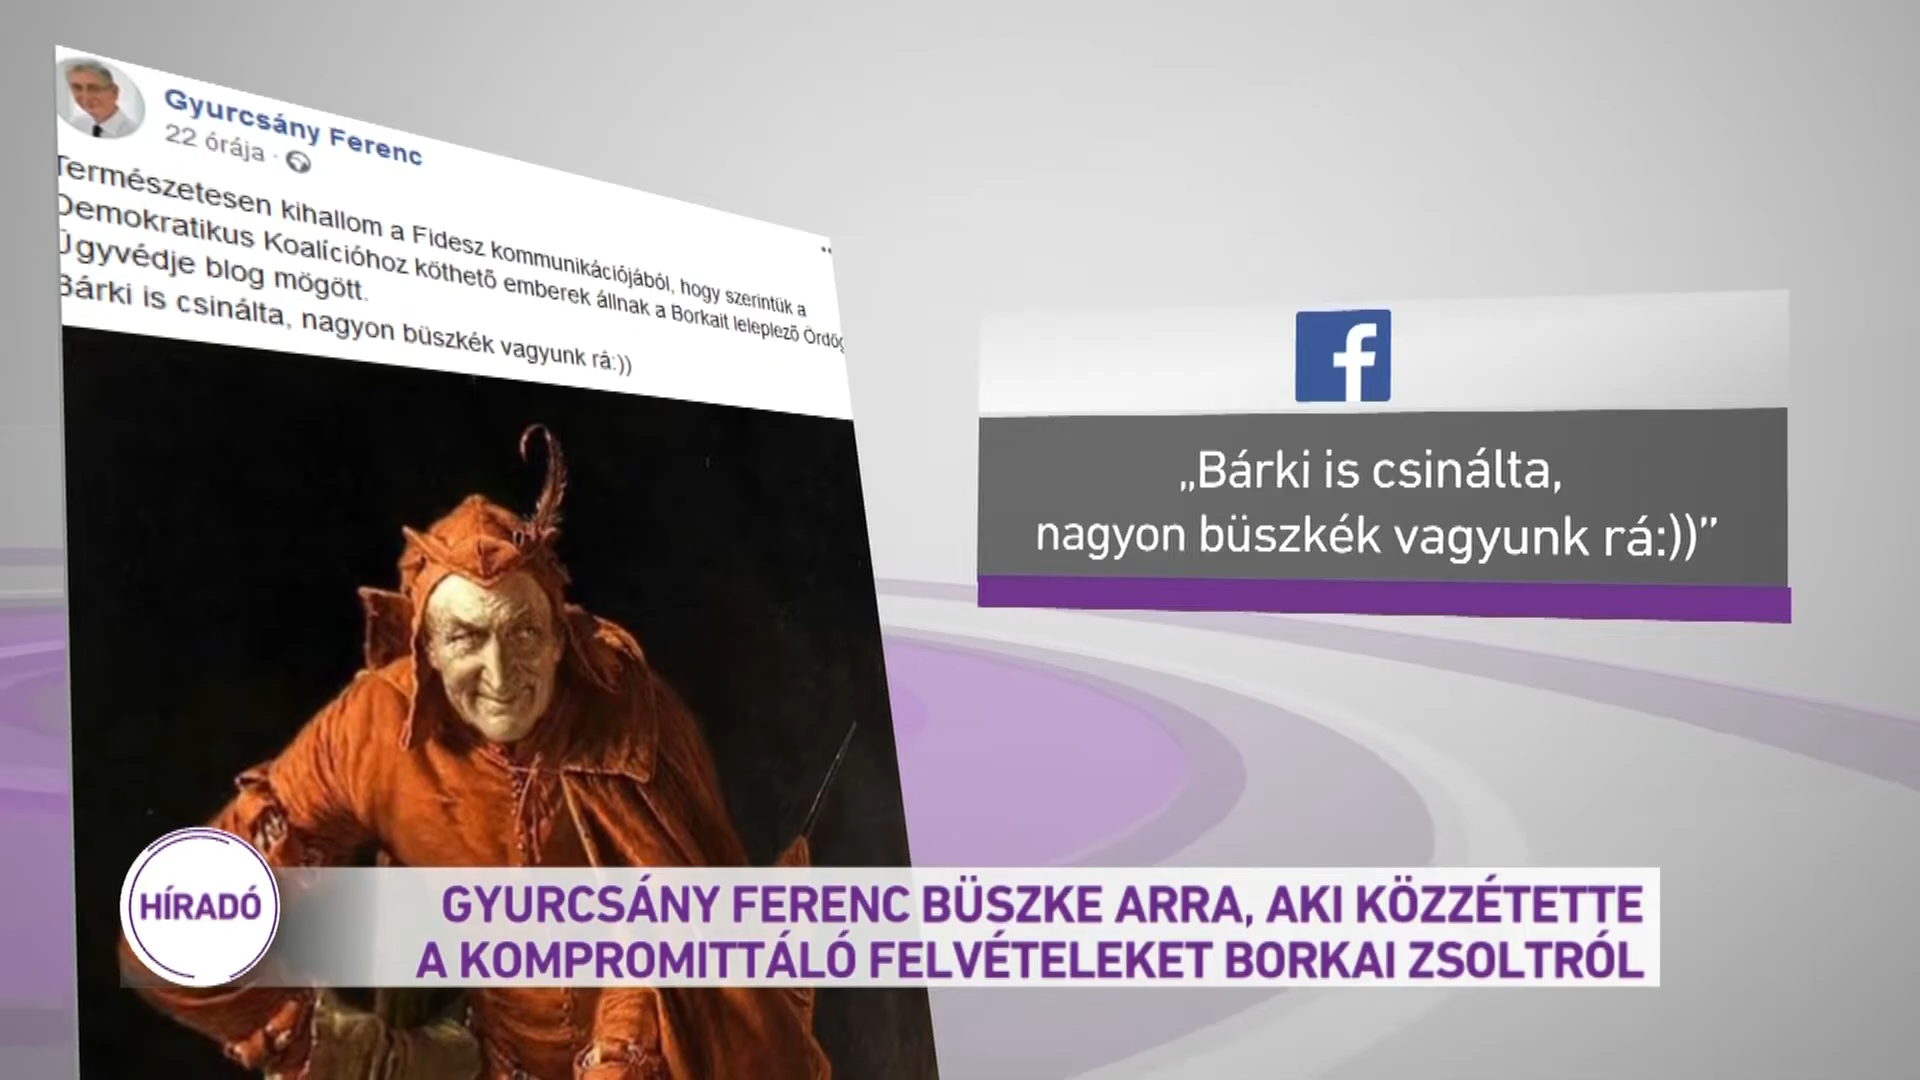 Gyurcsány Ferenc
22 órája ·
Természetesen kihallom a Fidesz kommunikációjából, hogy szerintük a
Demokratikus Koalícióhoz köthető emberek állnak a Borkait leleplező Ördög
Ügyvédje blog mögött.
Bárki is csinálta, nagyon büszkék vagyunk rá:))
f
„Bárki is csinálta,
nagyon büszkék vagyunk rá:))”
HÍRADÓ
GYURCSÁNY FERENC BÜSZKE ARRA, AKI KÖZZÉTETTE
A KOMPROMITTÁLÓ FELVÉTELEKET BORKAI ZSOLTRÓL